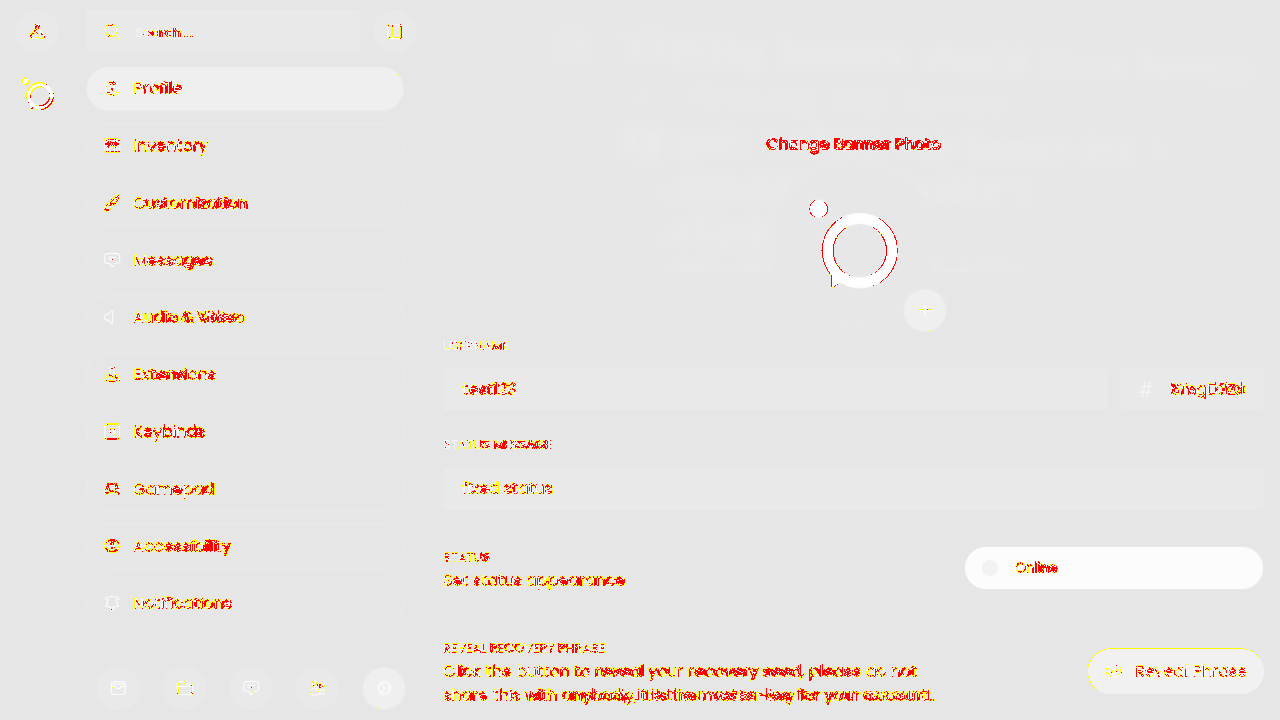 Search...
Profile
Inventory
Customization
Messages
Audio & Video
Extensions
Keybinds
Gamepad
Accessibility
Notifications
Change Banner Photo
USERNAME
test123
#
STATUS MESSAGE
status
STATUS
Set status appearance
Online
REVEAL RECOVERY PHRASE
Click the button to reveal your recovery seed, please do not
share this with anybody, it is the master-key for your account.
Reveal Phrase